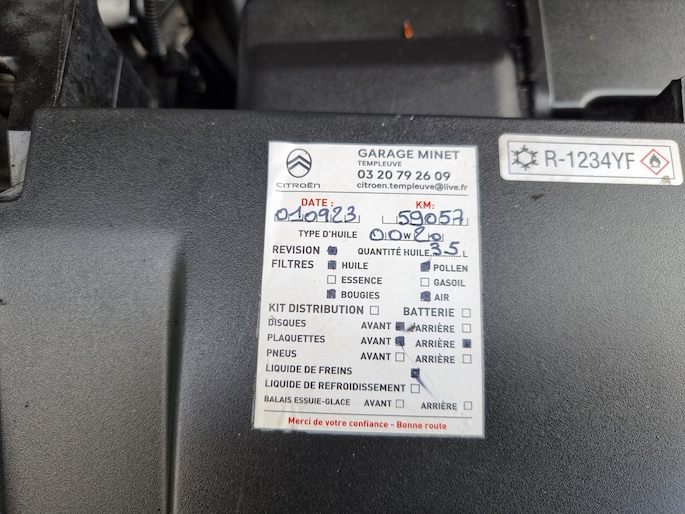 GARAGE MINET
TEMPLEUVE
03 20 79 26 09
citroen.templeuve@live.fr
CITROËN
R-1234YF
DATE : KM:
010923 59057
TYPE D'HUILE 00W20
REVISION QUANTITÉ HUILE 3.5 L
FILTRES HUILE POLLEN
ESSENCE GASOIL
BOUGIES AIR
KIT DISTRIBUTION BATTERIE
DISQUES AVANT ARRIÈRE
PLAQUETTES AVANT ARRIÈRE
PNEUS AVANT ARRIÈRE
LIQUIDE DE FREINS
LIQUIDE DE REFROIDISSEMENT
BALAIS ESSUIE-GLACE AVANT ARRIÈRE
Merci de votre confiance - Bonne route